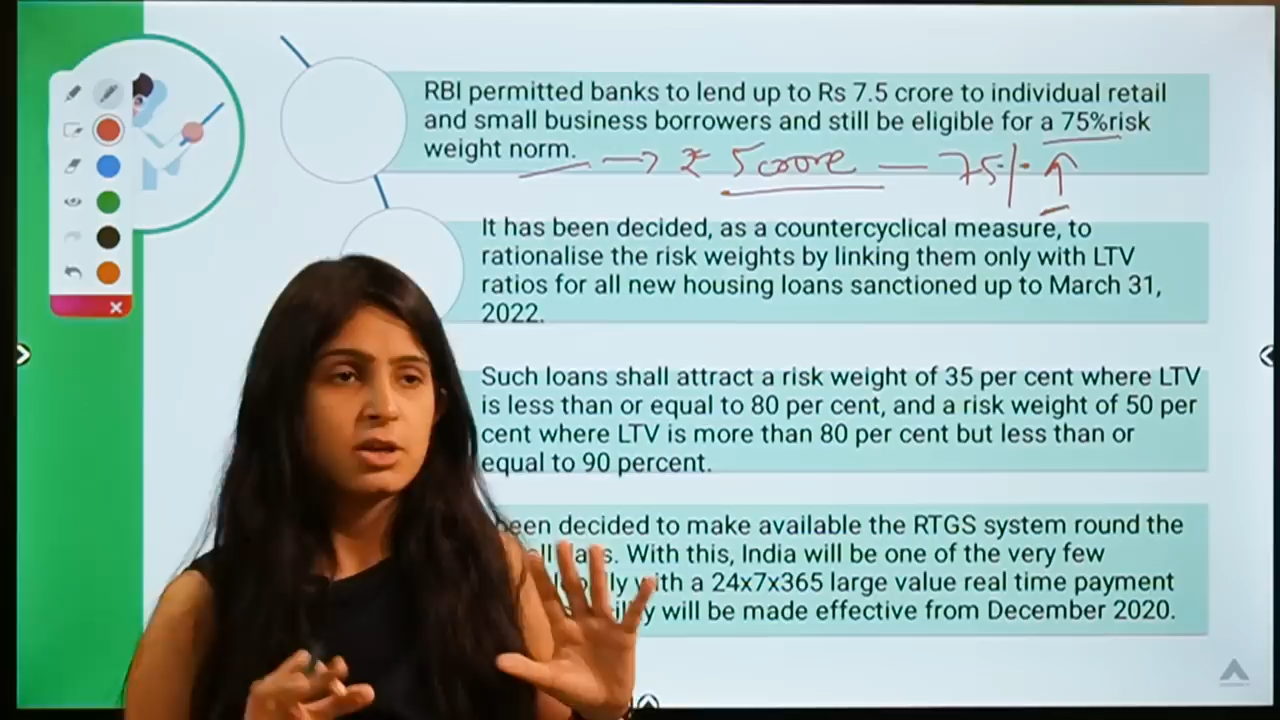 RBI permitted banks to lend up to Rs 7.5 crore to individual retail
and small business borrowers and still be eligible for a 75%risk
weight norm. → ₹ 5 crore — 75%
It has been decided, as a countercyclical measure, to
rationalise the risk weights by linking them only with LTV
ratios for all new housing loans sanctioned up to March 31,
2022.
Such loans shall attract a risk weight of 35 per cent where LTV
is less than or equal to 80 per cent, and a risk weight of 50 per
cent where LTV is more than 80 per cent but less than or
equal to 90 percent.
been decided to make available the RTGS system round the
With this, India will be one of the very few
with a 24x7x365 large value real time payment
will be made effective from December 2020.